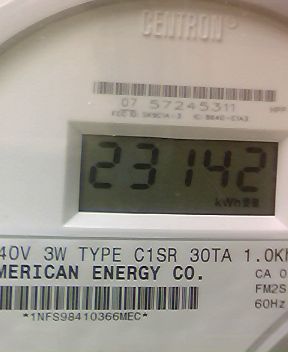 CENTRON®
07 57245311
23142
kWh
40V 3W TYPE C1SR 30TA 1.0Kh
MERICAN ENERGY CO.
CA 0
FM2S
60Hz
*1NFS98410366MEC*